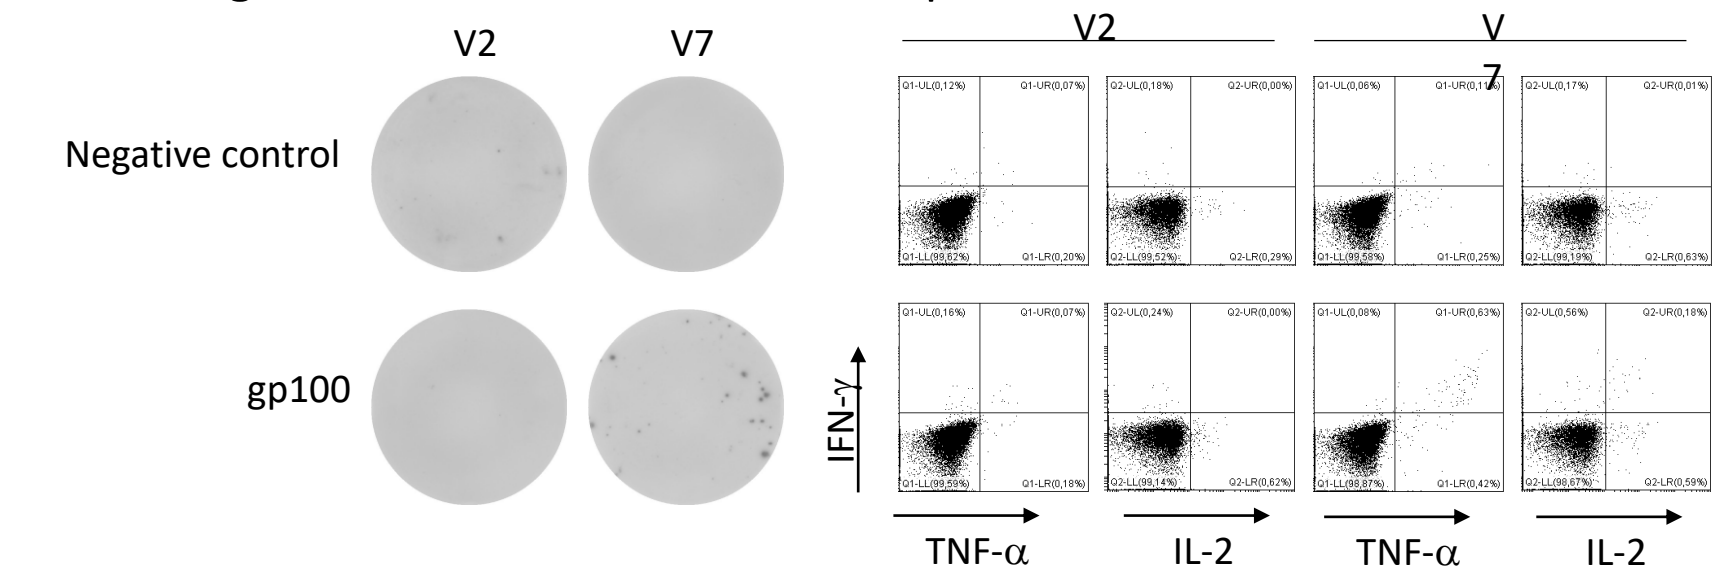 V2
V7
V2
V
7
Negative control
Q1-UL(0,12%)
Q1-UR(0,07%)
Q1-LL(99,62%)
Q1-LR(0,20%)
Q2-UL(0,18%)
Q2-UR(0,00%)
Q2-LL(99,52%)
Q2-LR(0,29%)
Q1-UL(0,06%)
Q1-UR(0,11%)
Q1-LL(99,58%)
Q1-LR(0,25%)
Q2-UL(0,17%)
Q2-UR(0,01%)
Q2-LL(99,19%)
Q2-LR(0,63%)
gp100
IFN-γ
Q1-UL(0,16%)
Q1-UR(0,07%)
Q1-LL(99,59%)
Q1-LR(0,18%)
Q2-UL(0,24%)
Q2-UR(0,00%)
Q2-LL(99,14%)
Q2-LR(0,62%)
Q1-UL(0,08%)
Q1-UR(0,63%)
Q1-LL(98,87%)
Q1-LR(0,42%)
Q2-UL(0,56%)
Q2-UR(0,18%)
Q2-LL(98,67%)
Q2-LR(0,59%)
TNF-α
IL-2
TNF-α
IL-2